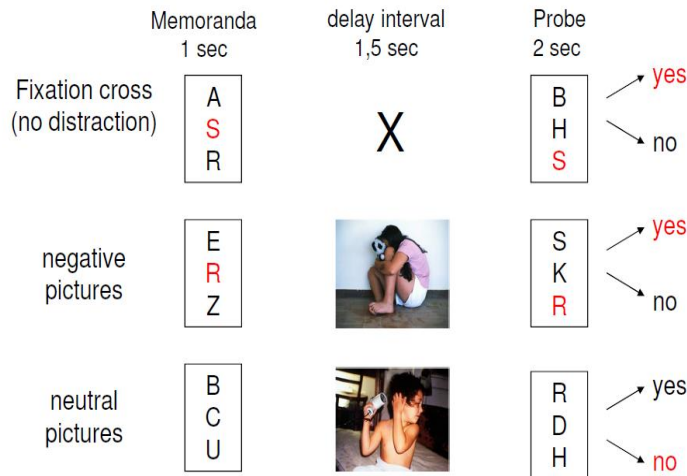 Memoranda
1 sec
delay interval
1,5 sec
Probe
2 sec
Fixation cross
(no distraction)
A
S
R
X
B
H
S
yes
no
negative
pictures
E
R
Z
S
K
R
yes
no
neutral
pictures
B
C
U
R
D
H
yes
no